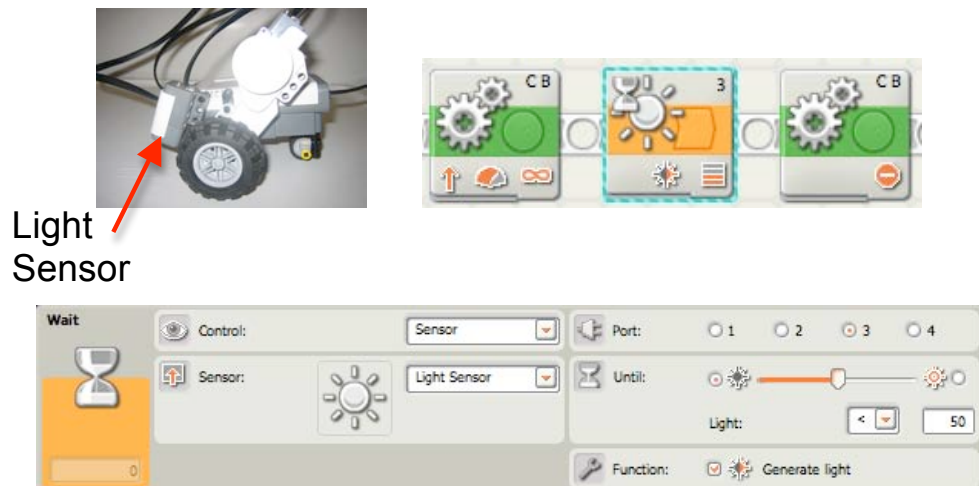 C B
3
C B
Light
Sensor
Wait
Control:
Sensor
Port:
1
2
3
4
Sensor:
Light Sensor
Until:
Light:
<
50
0
Function:
Generate light